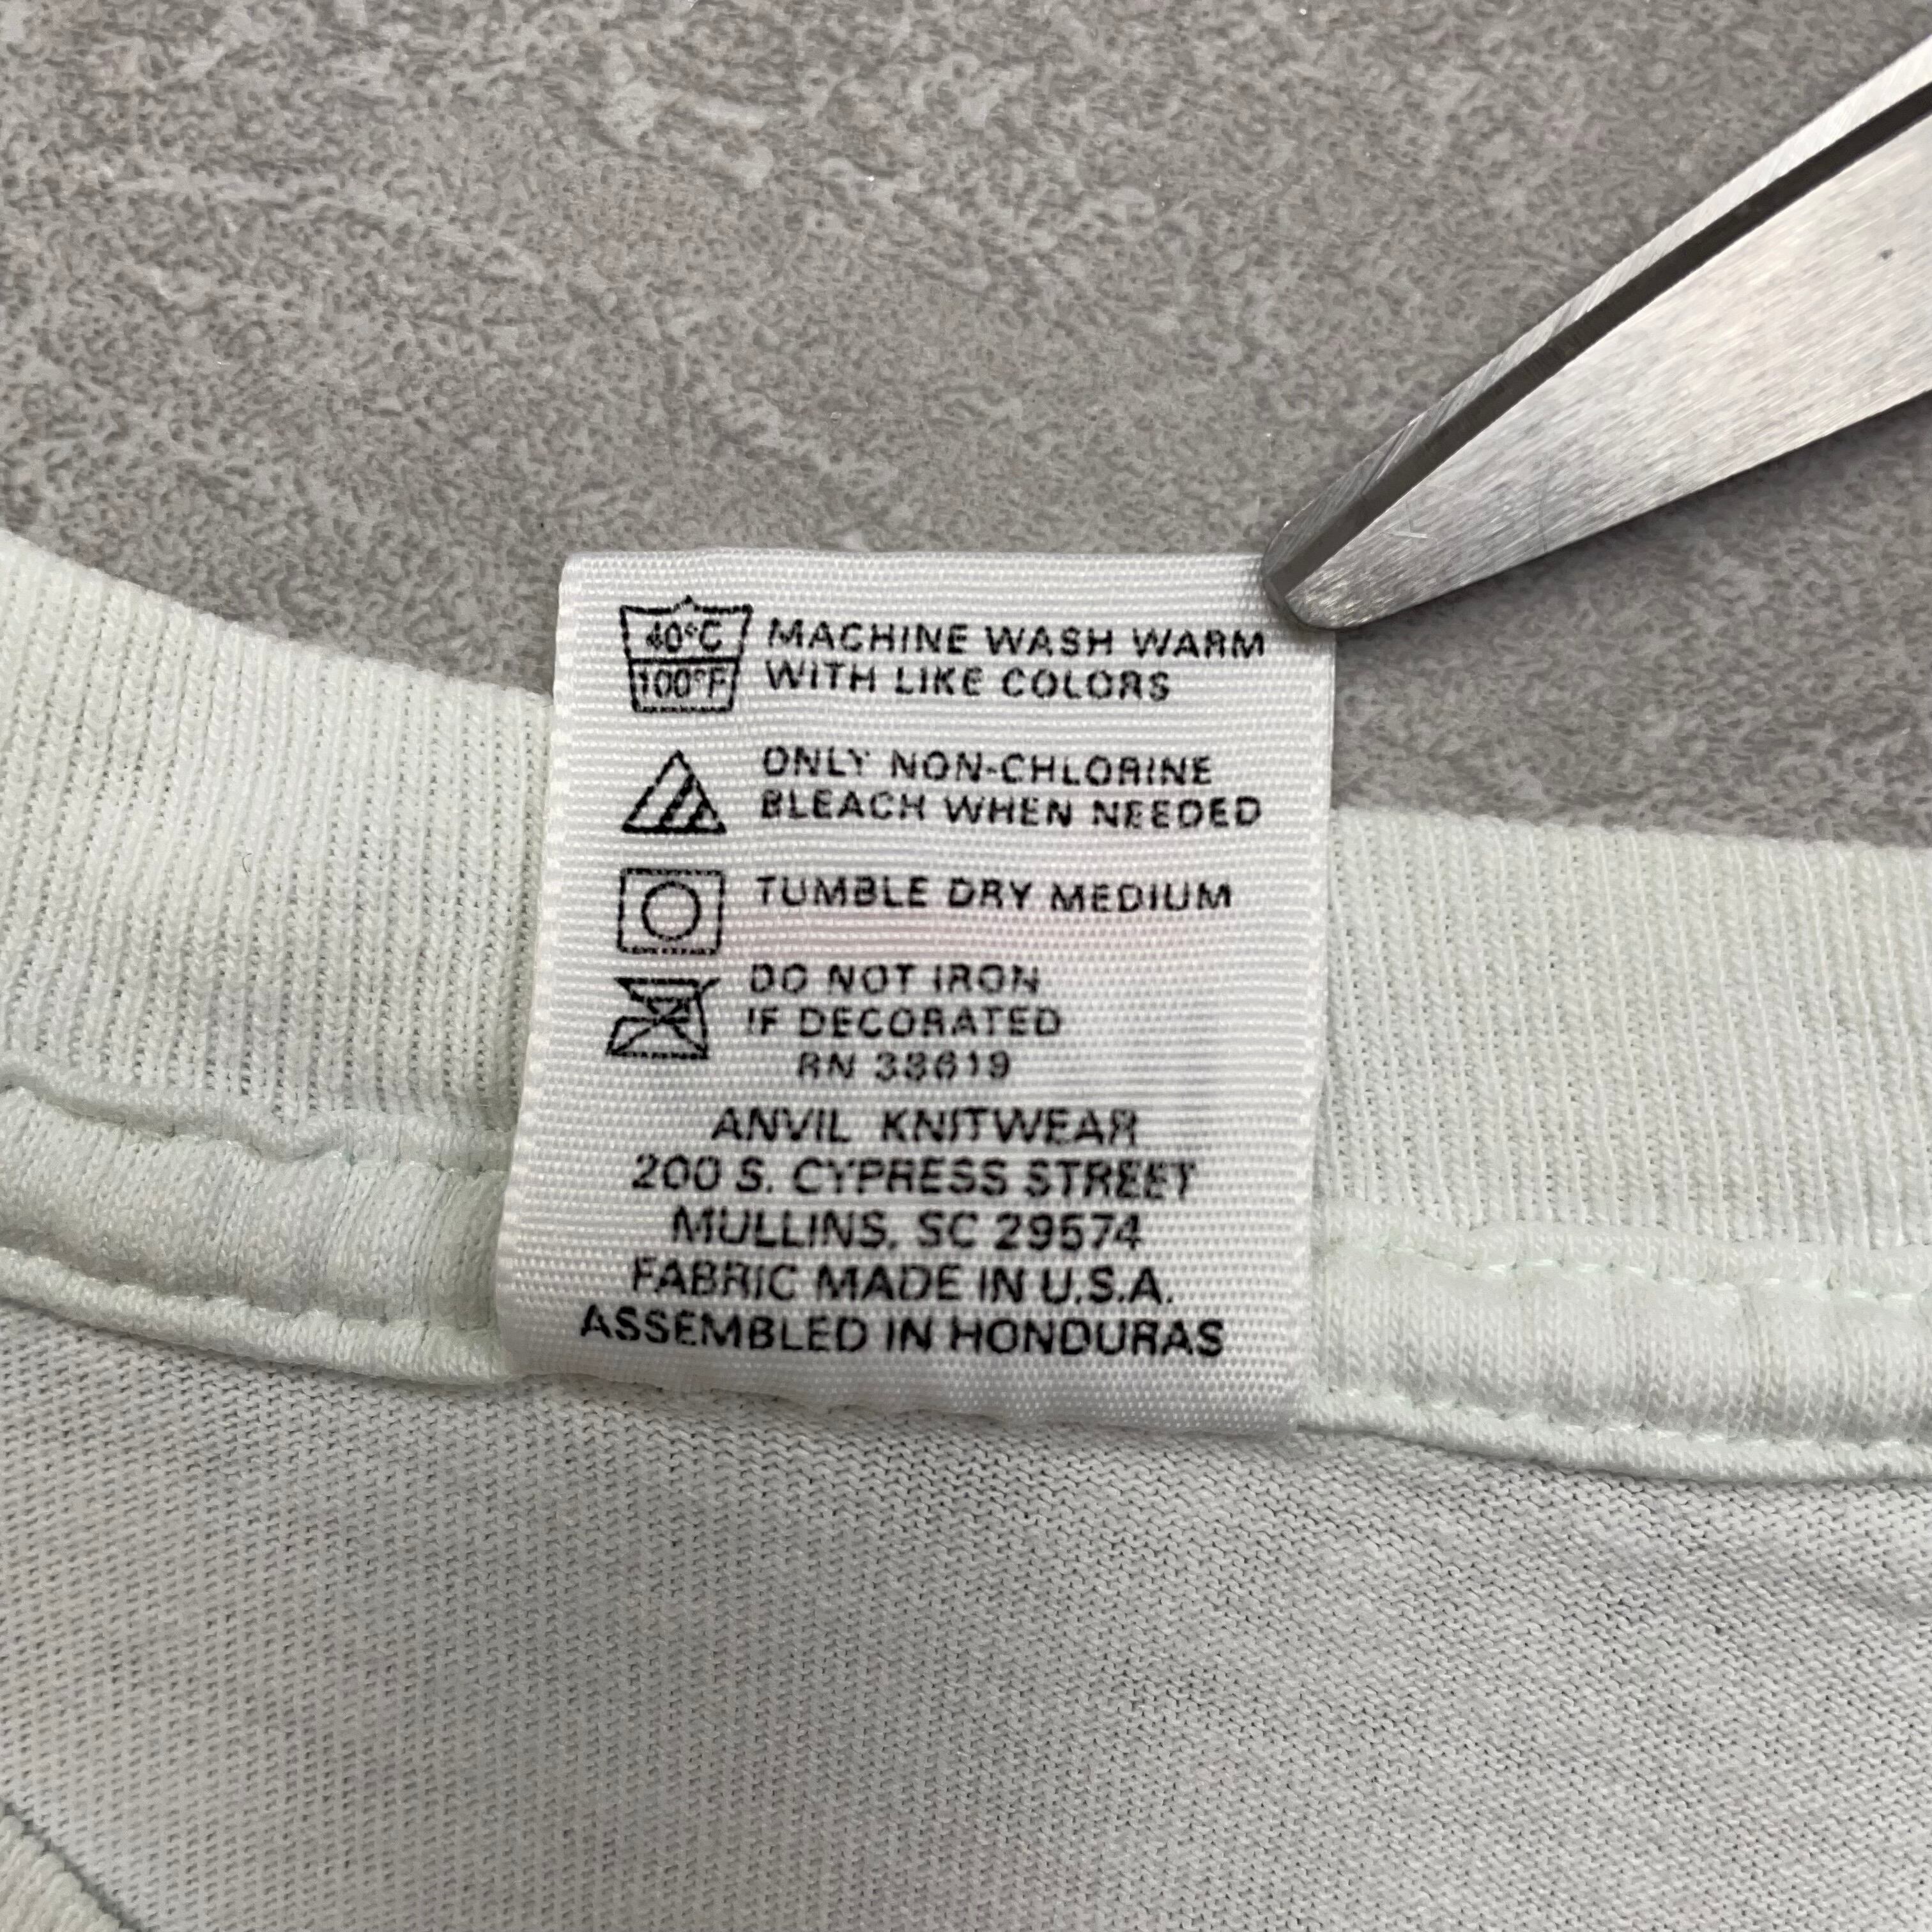 40°C
100°F
MACHINE WASH WARM
WITH LIKE COLORS
ONLY NON-CHLORINE
BLEACH WHEN NEEDED
TUMBLE DRY MEDIUM
DO NOT IRON
IF DECORATED
RN 33619
ANVIL KNITWEAR
200 S. CYPRESS STREET
MULLINS, SC 29574
FABRIC MADE IN U.S.A.
ASSEMBLED IN HONDURAS